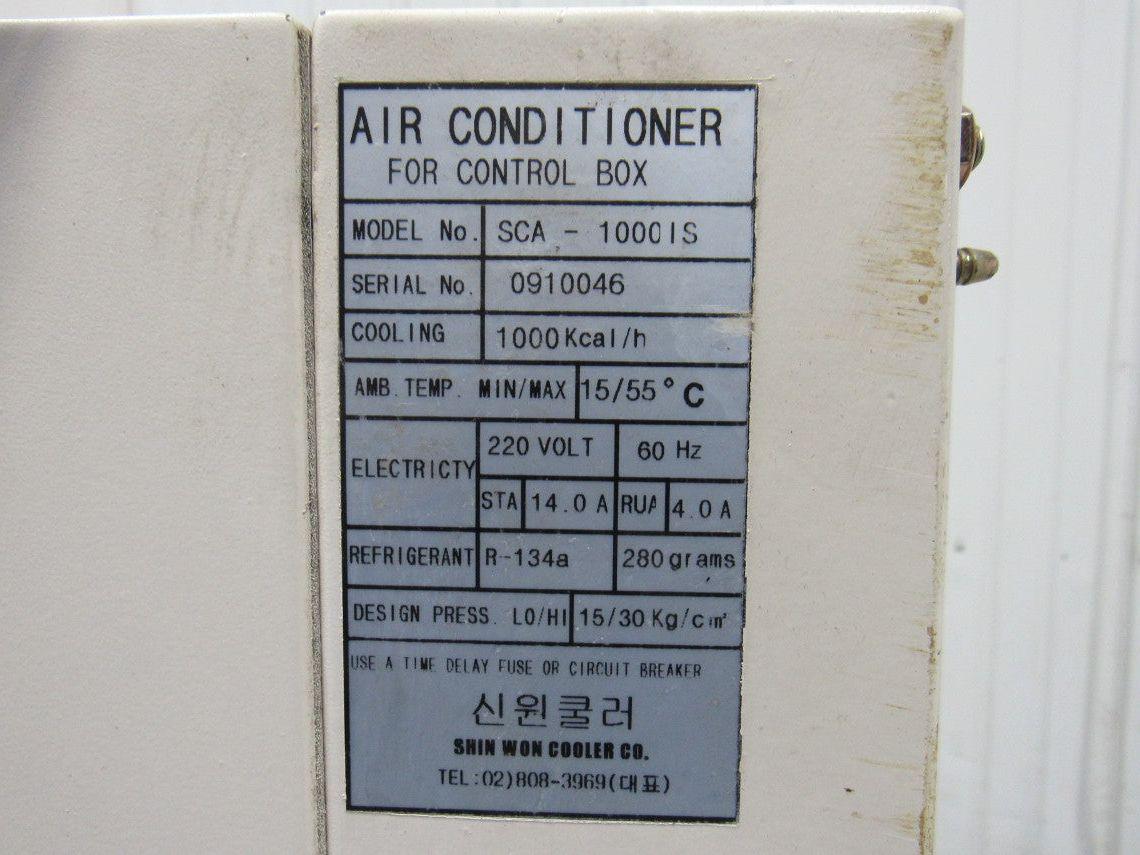 AIR CONDITIONER
FOR CONTROL BOX
MODEL No. SCA - 1000IS
SERIAL No. 0910046
COOLING 1000Kcal/h
AMB.TEMP. MIN/MAX 15/55°C
ELECTRICTY 220 VOLT 60 Hz
STA 14.0 A RUA 4.0 A
REFRIGERANT R-134a 280grams
DESIGN PRESS. LO/HI 15/30 Kg/cm²
USE A TIME DELAY FUSE OR CIRCUIT BREAKER
신원쿨러
SHIN WON COOLER CO.
TEL:02)808-3969(대표)